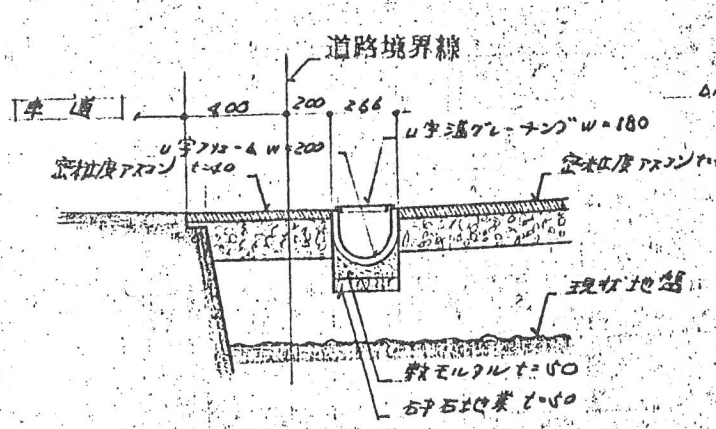 道路境界線
車道
400 200 266
U字溝グレーチング W=180
U字フリューム W=200
密粒度アスコン t=40
密粒度アスコン t=
現状地盤
敷モルタル t=50
砕石地業 t=50